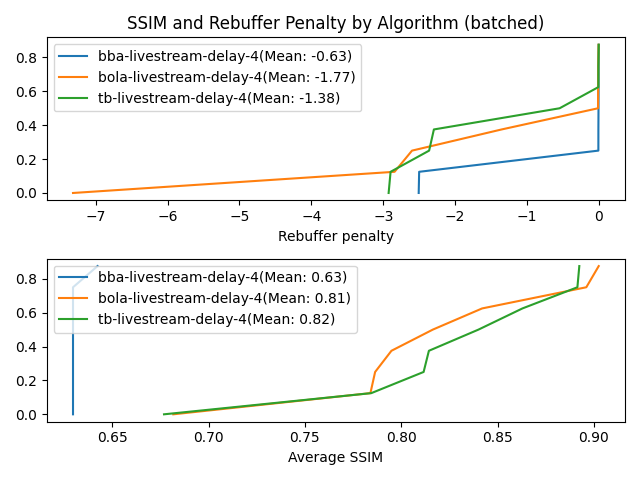 SSIM and Rebuffer Penalty by Algorithm (batched)
bba-livestream-delay-4(Mean: -0.63)
bola-livestream-delay-4(Mean: -1.77)
tb-livestream-delay-4(Mean: -1.38)
0.8
0.6
0.4
0.2
0.0
−7 −6 −5 −4 −3 −2 −1 0
Rebuffer penalty
bba-livestream-delay-4(Mean: 0.63)
bola-livestream-delay-4(Mean: 0.81)
tb-livestream-delay-4(Mean: 0.82)
0.8
0.6
0.4
0.2
0.0
0.65 0.70 0.75 0.80 0.85 0.90
Average SSIM